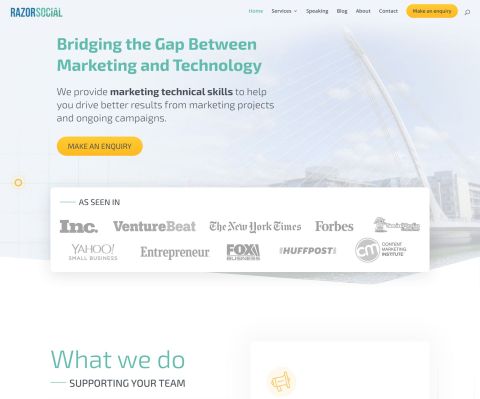 RAZORSOCIAL
Home Services Speaking Blog About Contact Make an enquiry
Bridging the Gap Between
Marketing and Technology
We provide marketing technical skills to help
you drive better results from marketing projects
and ongoing campaigns.
MAKE AN ENQUIRY
AS SEEN IN
Inc. VentureBeat The New York Times Forbes
YAHOO! SMALL BUSINESS Entrepreneur FOX BUSINESS THE HUFFPOST cm CONTENT MARKETING INSTITUTE
What we do
SUPPORTING YOUR TEAM